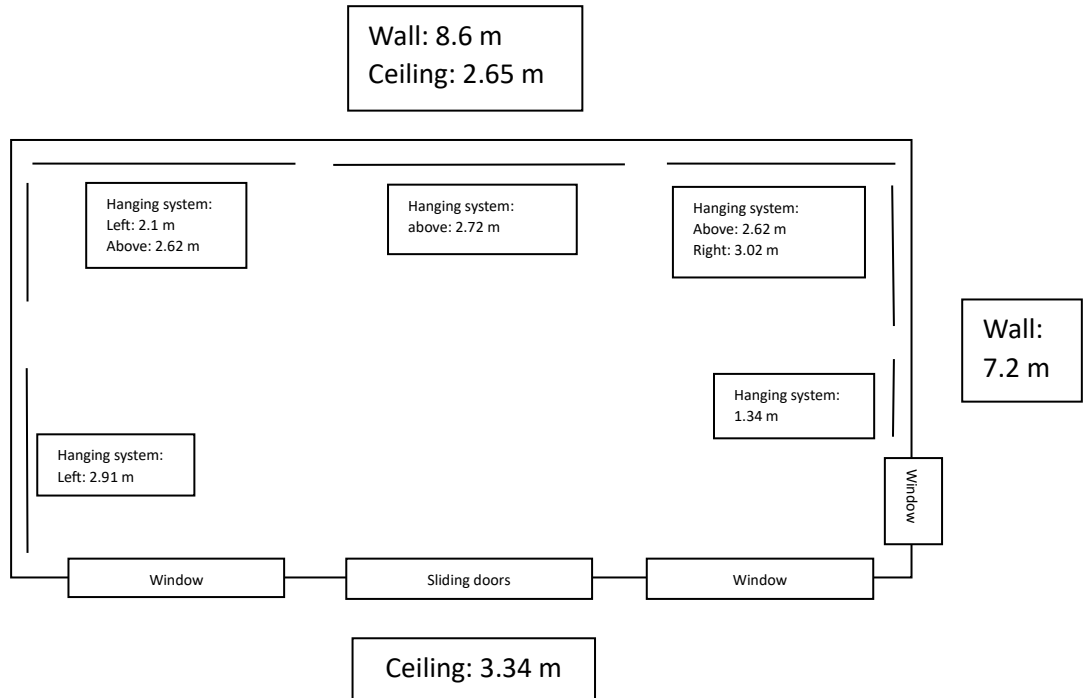 Wall: 8.6 m
Ceiling: 2.65 m
Hanging system:
Left: 2.1 m
Above: 2.62 m
Hanging system:
above: 2.72 m
Hanging system:
Above: 2.62 m
Right: 3.02 m
Wall:
7.2 m
Hanging system:
1.34 m
Hanging system:
Left: 2.91 m
Window
Window
Sliding doors
Window
Ceiling: 3.34 m